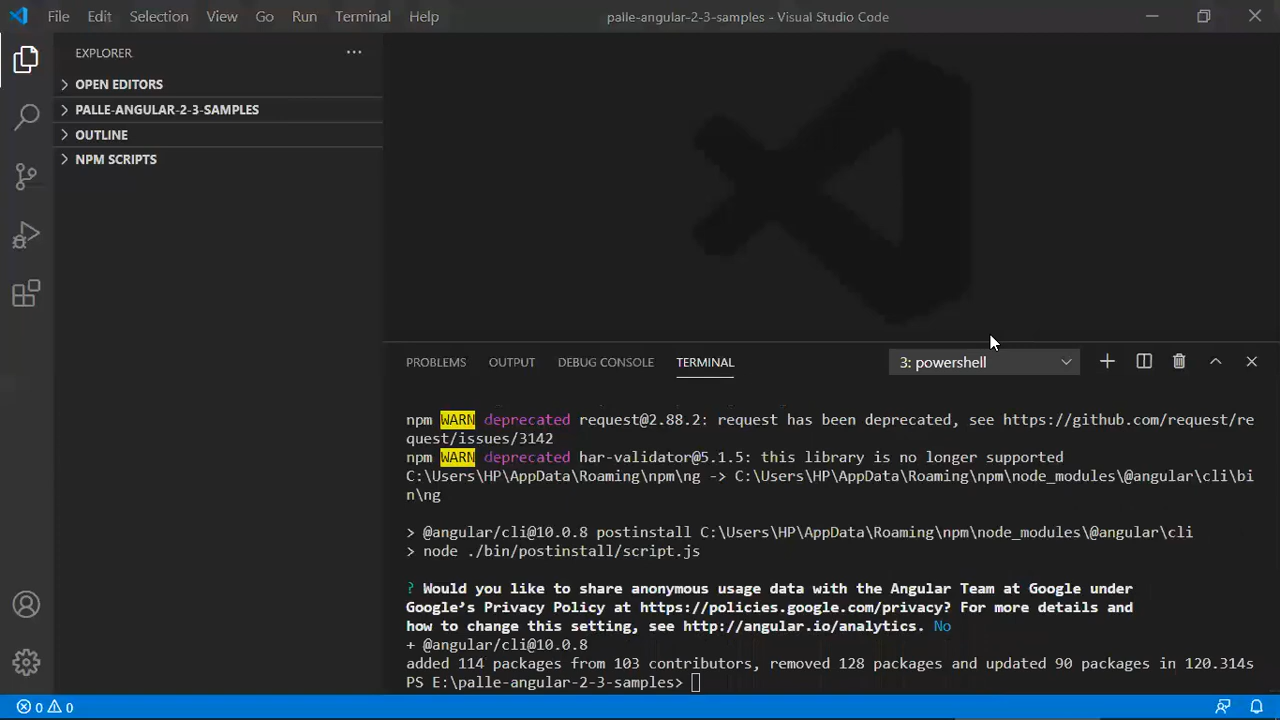 File Edit Selection View Go Run Terminal Help palle-angular-2-3-samples - Visual Studio Code
EXPLORER
OPEN EDITORS
PALLE-ANGULAR-2-3-SAMPLES
OUTLINE
NPM SCRIPTS
PROBLEMS OUTPUT DEBUG CONSOLE TERMINAL 3: powershell
npm WARN deprecated request@2.88.2: request has been deprecated, see https://github.com/request/re
quest/issues/3142
npm WARN deprecated har-validator@5.1.5: this library is no longer supported
C:\Users\HP\AppData\Roaming\npm\ng -> C:\Users\HP\AppData\Roaming\npm\node_modules\@angular\cli\bi
n\ng
> @angular/cli@10.0.8 postinstall C:\Users\HP\AppData\Roaming\npm\node_modules\@angular\cli
> node ./bin/postinstall/script.js
? Would you like to share anonymous usage data with the Angular Team at Google under
Google’s Privacy Policy at https://policies.google.com/privacy? For more details and
how to change this setting, see http://angular.io/analytics. No
+ @angular/cli@10.0.8
added 114 packages from 103 contributors, removed 128 packages and updated 90 packages in 120.314s
PS E:\palle-angular-2-3-samples>
0 0